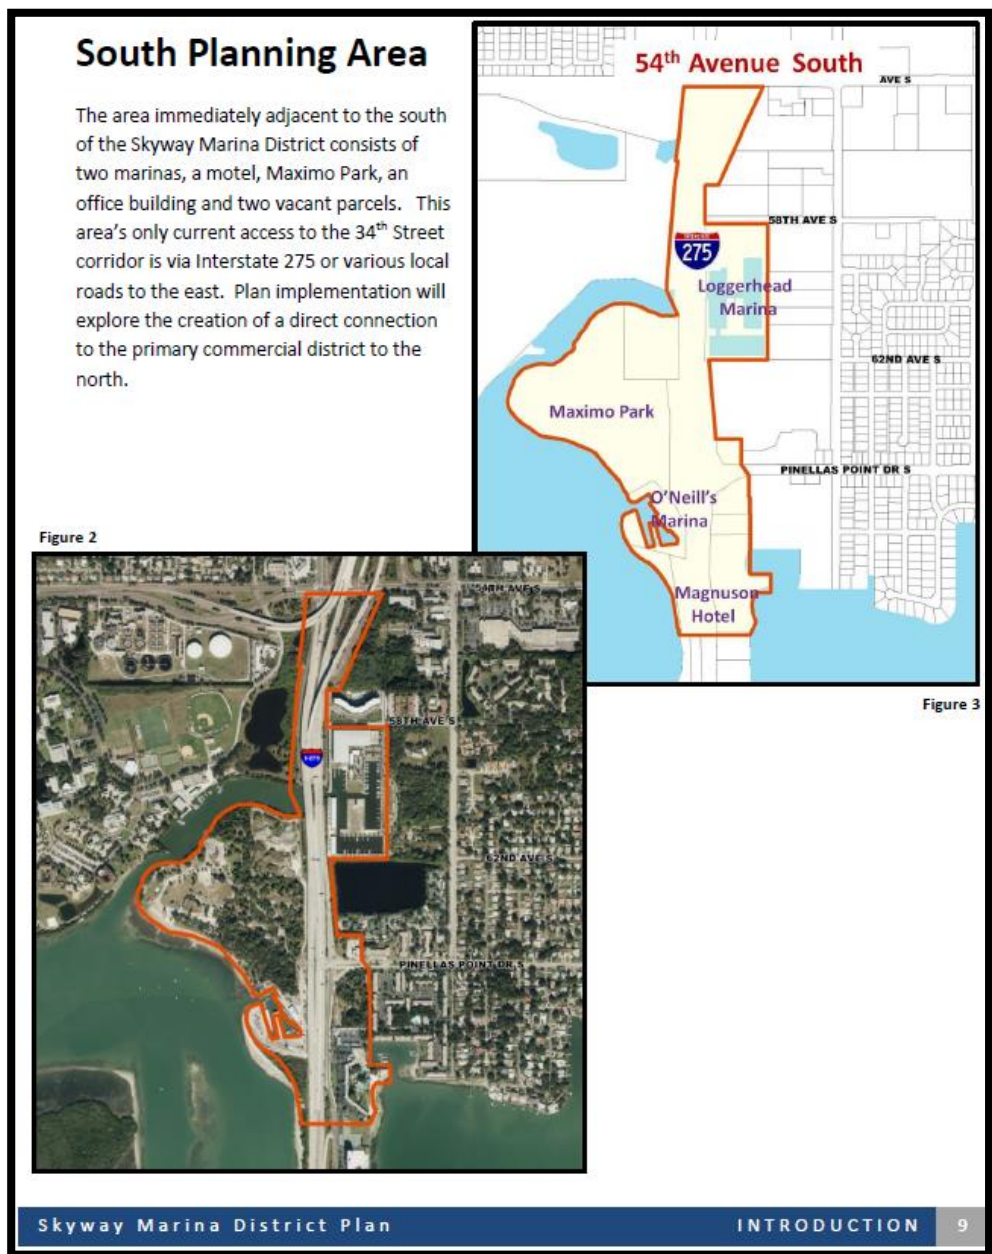 South Planning Area
The area immediately adjacent to the south
of the Skyway Marina District consists of
two marinas, a motel, Maximo Park, an
office building and two vacant parcels. This
area's only current access to the 34th Street
corridor is via Interstate 275 or various local
roads to the east. Plan implementation will
explore the creation of a direct connection
to the primary commercial district to the
north.
54th Avenue South
AVE S
58TH AVE S
275
Loggerhead
Marina
62ND AVE S
Maximo Park
PINELLAS POINT DR S
O'Neill's
Marina
Magnuson
Hotel
Figure 3
Figure 2
54TH AVE S
58TH AVE S
62ND AVE S
PINELLAS POINT DR S
Skyway Marina District Plan
INTRODUCTION 9